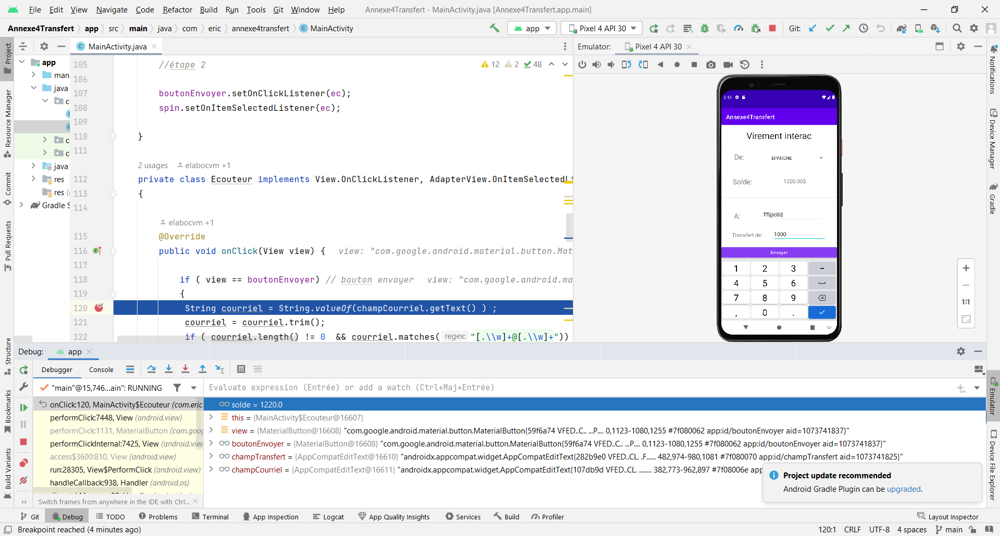 File Edit View Navigate Code Refactor Build Run Tools Git Window Help Annexe4Transfert - MainActivity.java [Annexe4Transfert.app.main]
Annexe4Transfert app src main java com eric annexe4transfert MainActivity app Pixel 4 API 30 Git:
MainActivity.java
Emulator: Pixel 4 API 30
Project
Resource Manager
Commit
Pull Requests
Structure
Bookmarks
Build Variants
app
man
java
c
c
c
java
res
res (
Gradle S
12 2 48
105 //étape 2
106
107 boutonEnvoyer.setOnClickListener(ec);
108 spin.setOnItemSelectedListener(ec);
109
110 }
111
2 usages elabocvm +1
112 private class Ecouteur implements View.OnClickListener, AdapterView.OnItemSelectedLi
113 {
114
elabocvm +1
115 @Override
116 public void onClick(View view) { view: "com.google.android.material.button.Mat
117
118 if ( view == boutonEnvoyer) // bouton envoyer view: "com.google.android.ma
119 {
120 String courriel = String.valueOf(champCourriel.getText() ) ;
121 courriel = courriel.trim();
122 if ( courriel.length() != 0 && courriel.matches( regex: "[.\\w]+@[.\\w]+"))
3:13
Annexe4Transfert
Virement interac
De: EPARGNE
Solde: 1220.00$
A: fff@ddd
Transfert de: 1000
Envoyer
1 2 3 -
4 5 6
7 8 9
, 0 .
+
-
1:1
Notifications
Device Manager
Gradle
Emulator
Device File Explorer
Debug: app
Debugger Console
"main"@15,746...ain": RUNNING
Evaluate expression (Entrée) or add a watch (Ctrl+Maj+Entrée)
onClick:120, MainActivity$Ecouteur (com.eric.
performClick:7448, View (android.view)
performClick:1131, MaterialButton (com.goog
performClickInternal:7425, View (android.view
access$3600:810, View (android.view)
run:28305, View$PerformClick (android.view)
handleCallback:938, Handler (android.os)
Switch frames from anywhere in the IDE with Ctrl...
solde = 1220.0
this = {MainActivity$Ecouteur@16607}
view = {MaterialButton@16608} "com.google.android.material.button.MaterialButton{59f6a74 VFED..C.. ...P.... 0,1123-1080,1255 #7f080062 app:id/boutonEnvoyer aid=1073741837}"
boutonEnvoyer = {MaterialButton@16608} "com.google.android.material.button.MaterialButton{59f6a74 VFED..C.. ...P.... 0,1123-1080,1255 #7f080062 app:id/boutonEnvoyer aid=1073741837}"
champTransfert = {AppCompatEditText@16610} "androidx.appcompat.widget.AppCompatEditText{282b9e0 VFED..CL. .F...... 482,974-980,1081 #7f080070 app:id/champTransfert aid=1073741825}"
champCourriel = {AppCompatEditText@16611} "androidx.appcompat.widget.AppCompatEditText{107db9d VFED..CL. ........ 382,773-962,897 #7f08006e app
Project update recommended
Android Gradle Plugin can be upgraded.
Git Debug TODO Problems Terminal App Inspection Logcat App Quality Insights Services Build Profiler Layout Inspector
Breakpoint reached (4 minutes ago) 120:1 CRLF UTF-8 4 spaces main